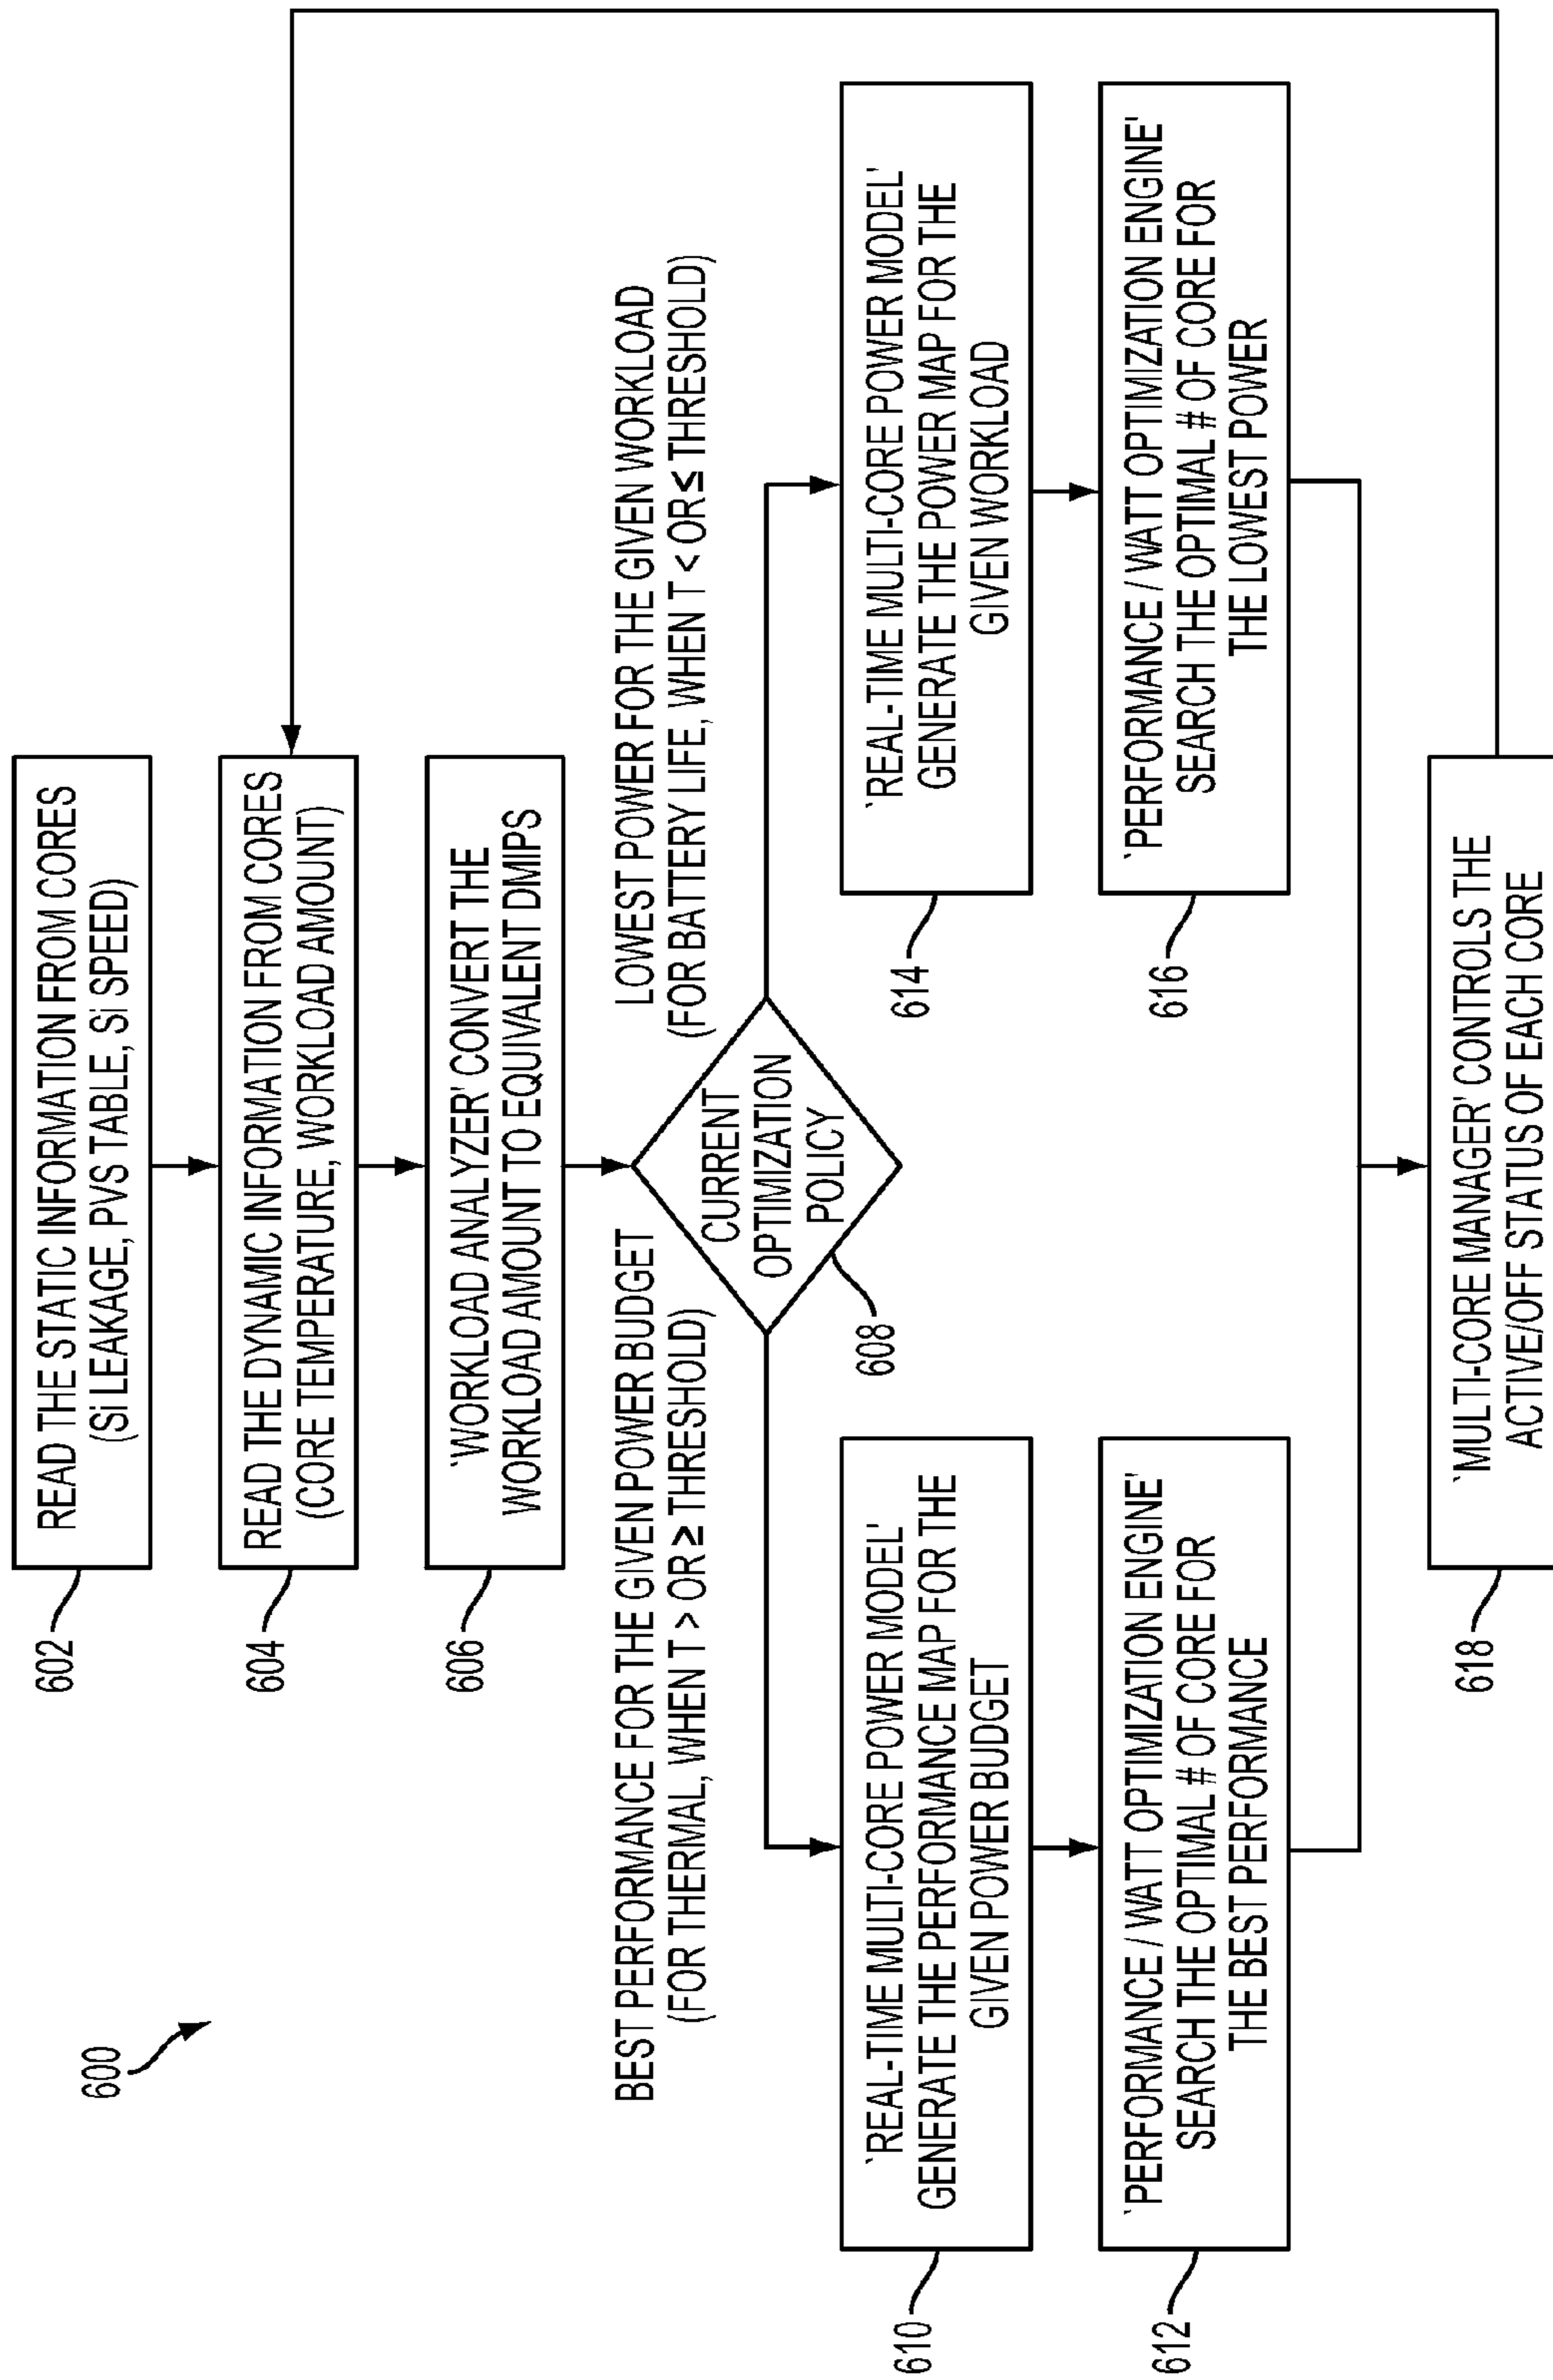 600
602
READ THE STATIC INFORMATION FROM CORES
(Si LEAKAGE, PVS TABLE, Si SPEED)
604
READ THE DYNAMIC INFORMATION FROM CORES
(CORE TEMPERATURE, WORKLOAD AMOUNT)
606
`WORKLOAD ANALYZER' CONVERT THE
WORKLOAD AMOUNT TO EQUIVALENT DMIPS
BEST PERFORMANCE FOR THE GIVEN POWER BUDGET
(FOR THERMAL, WHEN T > OR ≥ THRESHOLD)
608
CURRENT
OPTIMIZATION
POLICY
LOWEST POWER FOR THE GIVEN WORKLOAD
(FOR BATTERY LIFE, WHEN T < OR ≤ THRESHOLD)
610
`REAL-TIME MULTI-CORE POWER MODEL'
GENERATE THE PERFORMANCE MAP FOR THE
GIVEN POWER BUDGET
612
`PERFORMANCE / WATT OPTIMIZATION ENGINE'
SEARCH THE OPTIMAL # OF CORE FOR
THE BEST PERFORMANCE
614
`REAL-TIME MULTI-CORE POWER MODEL'
GENERATE THE POWER MAP FOR THE
GIVEN WORKLOAD
616
`PERFORMANCE / WATT OPTIMIZATION ENGINE'
SEARCH THE OPTIMAL # OF CORE FOR
THE LOWEST POWER
618
`MULTI-CORE MANAGER' CONTROLS THE
ACTIVE/OFF STATUS OF EACH CORE